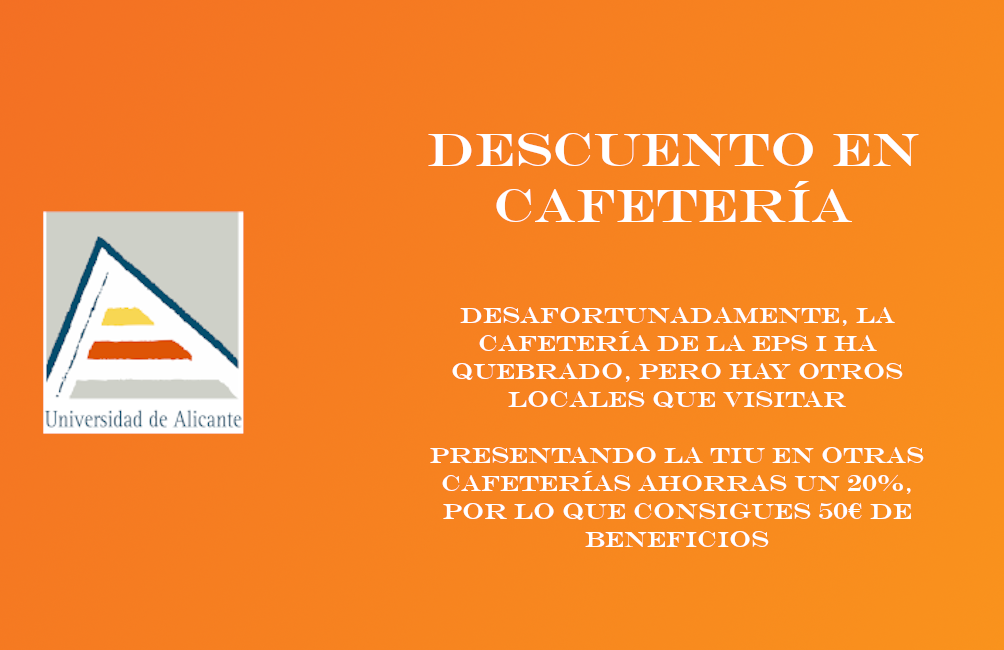 DESCUENTO EN
CAFETERÍA
DESAFORTUNADAMENTE, LA
CAFETERÍA DE LA EPS I HA
QUEBRADO, PERO HAY OTROS
LOCALES QUE VISITAR
PRESENTANDO LA TIU EN OTRAS
CAFETERÍAS AHORRAS UN 20%,
POR LO QUE CONSIGUES 50€ DE
BENEFICIOS
Universidad de Alicante